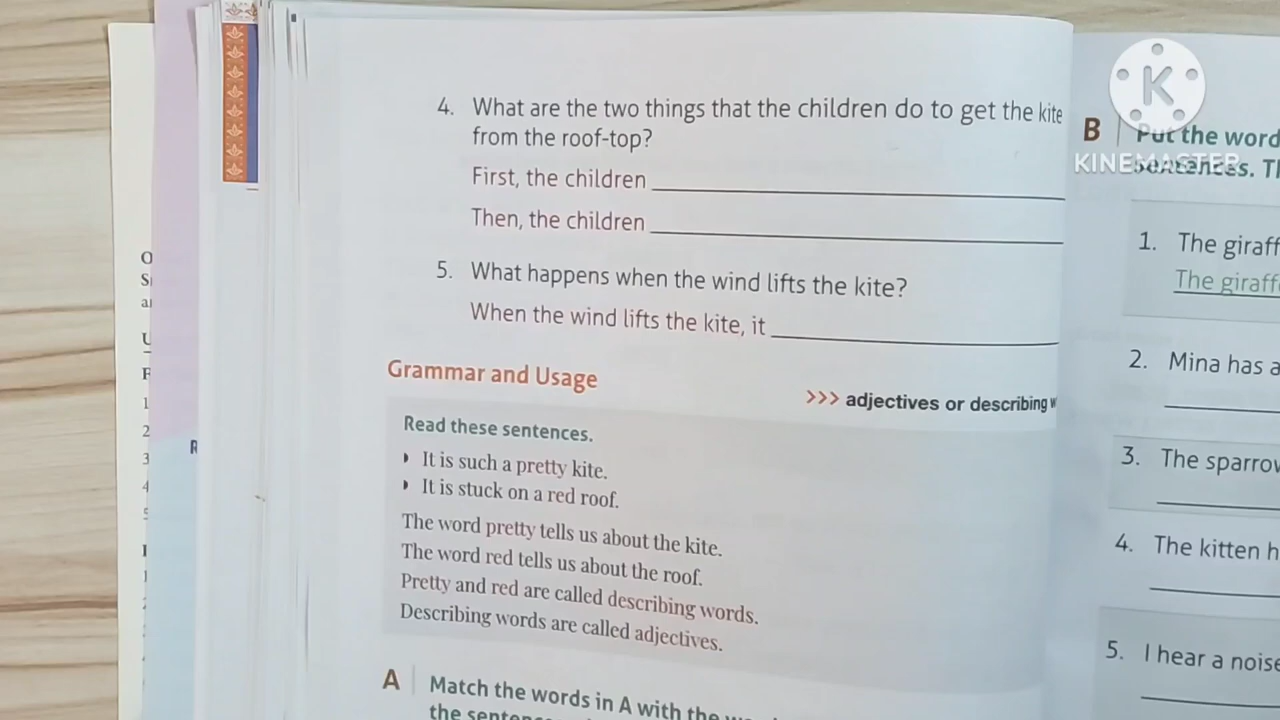 4. What are the two things that the children do to get the kite
from the roof-top?
First, the children
Then, the children
5. What happens when the wind lifts the kite?
When the wind lifts the kite, it
Grammar and Usage
>>> adjectives or describing
Read these sentences.
It is such a pretty kite.
It is stuck on a red roof.
The word pretty tells us about the kite.
The word red tells us about the roof.
Pretty and red are called describing words.
Describing words are called adjectives.
A Match the words in A with the
the
B Put the word
sentences.
1. The
The
2. Mina has a
3. The
4. The kitten
5. I hear a
K
KINEMASTER